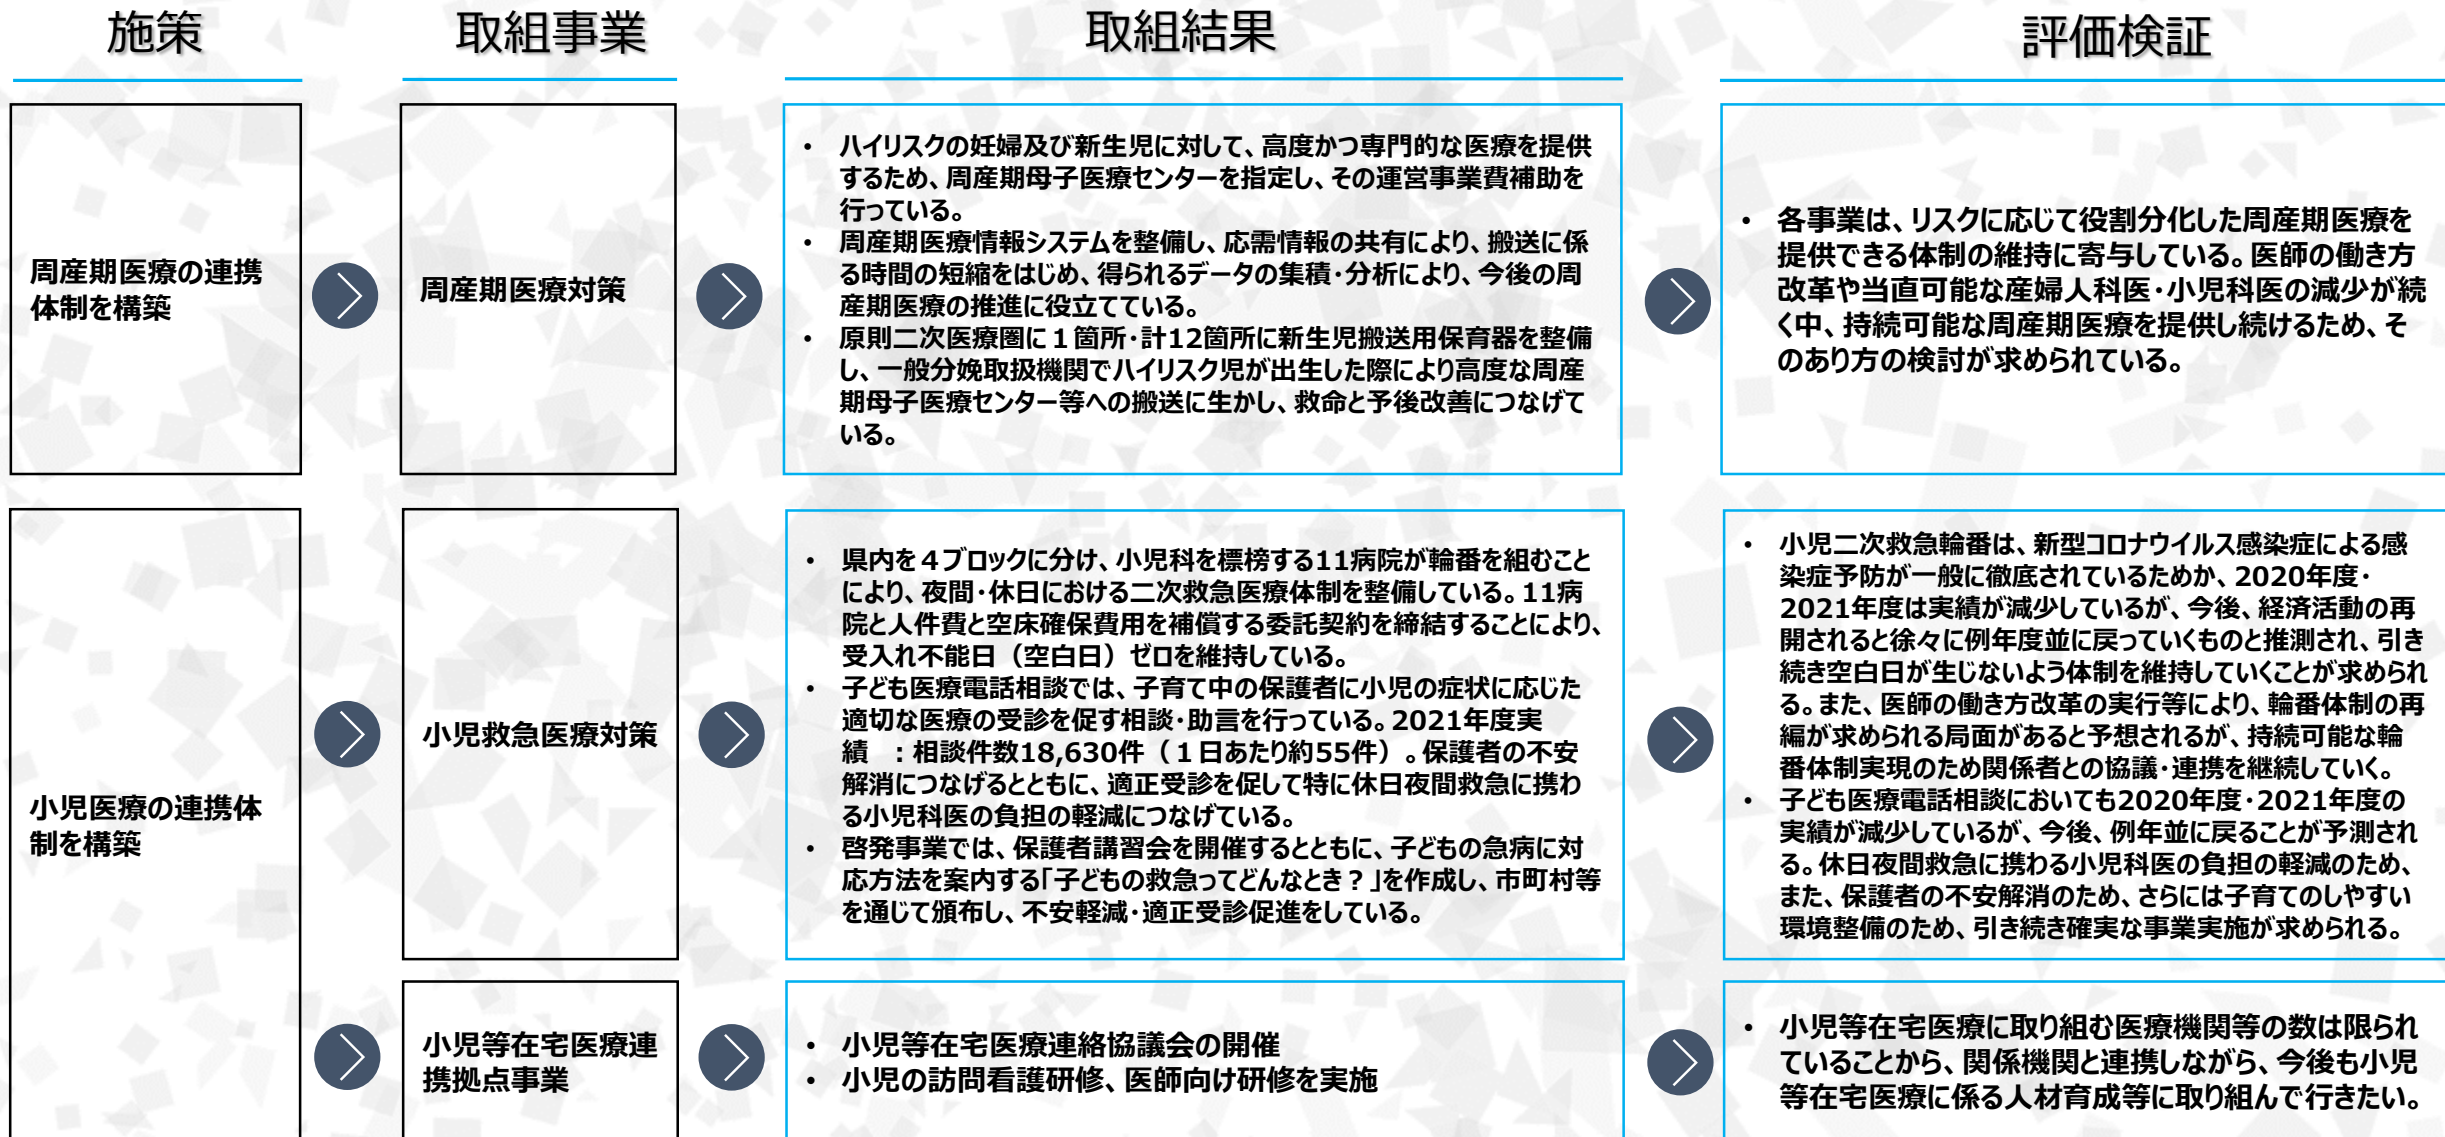 施策
取組事業
取組結果
評価検証
周産期医療の連携
体制を構築
周産期医療対策
• ハイリスクの妊婦及び新生児に対して、高度かつ専門的な医療を提供
するため、周産期母子医療センターを指定し、その運営事業費補助を
行っている。
• 周産期医療情報システムを整備し、応需情報の共有により、搬送に係
る時間の短縮をはじめ、得られるデータの集積・分析により、今後の周
産期医療の推進に役立てている。
• 原則二次医療圏に１箇所・計12箇所に新生児搬送用保育器を整備
し、一般分娩取扱機関でハイリスク児が出生した際により高度な周産
期母子医療センター等への搬送に生かし、救命と予後改善につなげて
いる。
• 各事業は、リスクに応じて役割分化した周産期医療を
提供できる体制の維持に寄与している。医師の働き方
改革や当直可能な産婦人科医・小児科医の減少が続
く中、持続可能な周産期医療を提供し続けるため、そ
のあり方の検討が求められている。
小児医療の連携体
制を構築
小児救急医療対策
• 県内を４ブロックに分け、小児科を標榜する11病院が輪番を組むこと
により、夜間・休日における二次救急医療体制を整備している。11病
院と人件費と空床確保費用を補償する委託契約を締結することにより、
受入れ不能日（空白日）ゼロを維持している。
• 子ども医療電話相談では、子育て中の保護者に小児の症状に応じた
適切な医療の受診を促す相談・助言を行っている。2021年度実
績　：相談件数18,630件（１日あたり約55件）。保護者の不安
解消につなげるとともに、適正受診を促して特に休日夜間救急に携わ
る小児科医の負担の軽減につなげている。
• 啓発事業では、保護者講習会を開催するとともに、子どもの急病に対
応方法を案内する「子どもの救急ってどんなとき？」を作成し、市町村等
を通じて頒布し、不安軽減・適正受診促進をしている。
• 小児二次救急輪番は、新型コロナウイルス感染症による感
染症予防が一般に徹底されているためか、2020年度・
2021年度は実績が減少しているが、今後、経済活動の再
開されると徐々に例年度並に戻っていくものと推測され、引き
続き空白日が生じないよう体制を維持していくことが求められ
る。また、医師の働き方改革の実行等により、輪番体制の再
編が求められる局面があると予想されるが、持続可能な輪
番体制実現のため関係者との協議・連携を継続していく。
• 子ども医療電話相談においても2020年度・2021年度の
実績が減少しているが、今後、例年並に戻ることが予測され
る。休日夜間救急に携わる小児科医の負担の軽減のため、
また、保護者の不安解消のため、さらには子育てのしやすい
環境整備のため、引き続き確実な事業実施が求められる。
小児等在宅医療連
携拠点事業
• 小児等在宅医療連絡協議会の開催
• 小児の訪問看護研修、医師向け研修を実施
• 小児等在宅医療に取り組む医療機関等の数は限られ
ていることから、関係機関と連携しながら、今後も小児
等在宅医療に係る人材育成等に取り組んで行きたい。